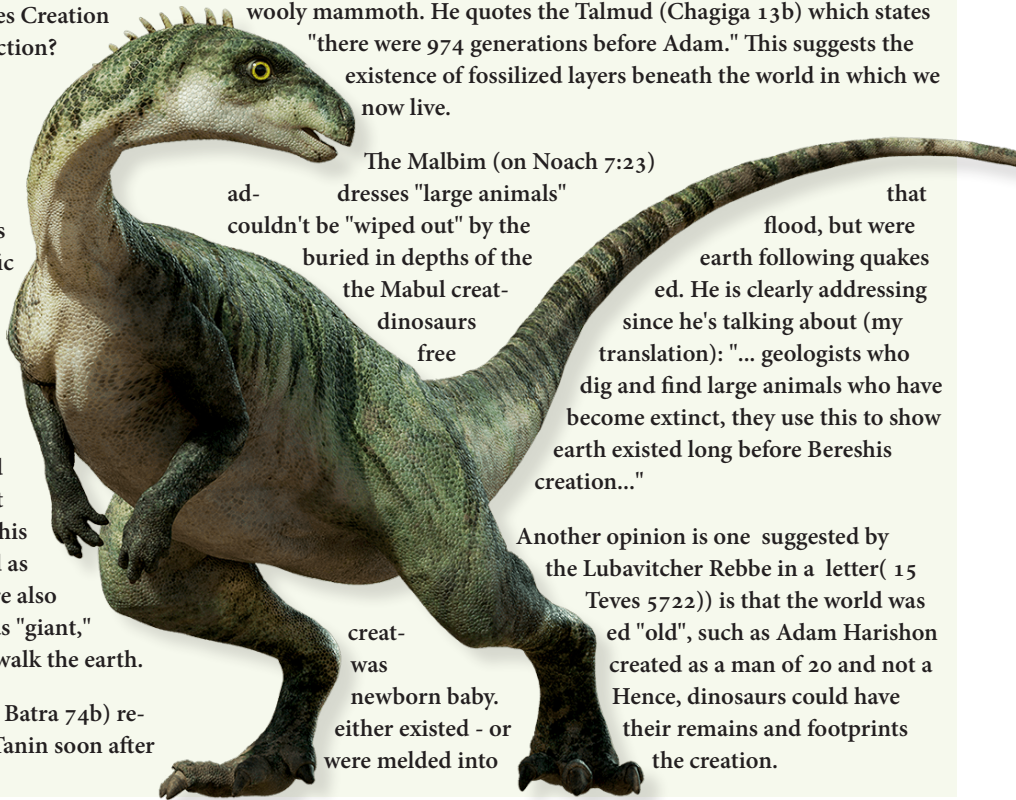 es Creation
ction?
s
ic
t
his
as
e also
s "giant,"
walk the earth.
Batra 74b) re-
Tanin soon after
wooly mammoth. He quotes the Talmud (Chagiga 13b) which states
"there were 974 generations before Adam." This suggests the
existence of fossilized layers beneath the world in which we
now live.
The Malbim (on Noach 7:23)
ad- dresses "large animals" that
couldn't be "wiped out" by the flood, but were
buried in depths of the earth following quakes
the Mabul creat- ed. He is clearly addressing
dinosaurs since he's talking about (my
free translation): "... geologists who
dig and find large animals who have
become extinct, they use this to show
earth existed long before Bereshis
creation..."
Another opinion is one suggested by
the Lubavitcher Rebbe in a letter( 15
Teves 5722)) is that the world was
creat- ed "old", such as Adam Harishon
was created as a man of 20 and not a
newborn baby. Hence, dinosaurs could have
either existed - or their remains and footprints
were melded into the creation.